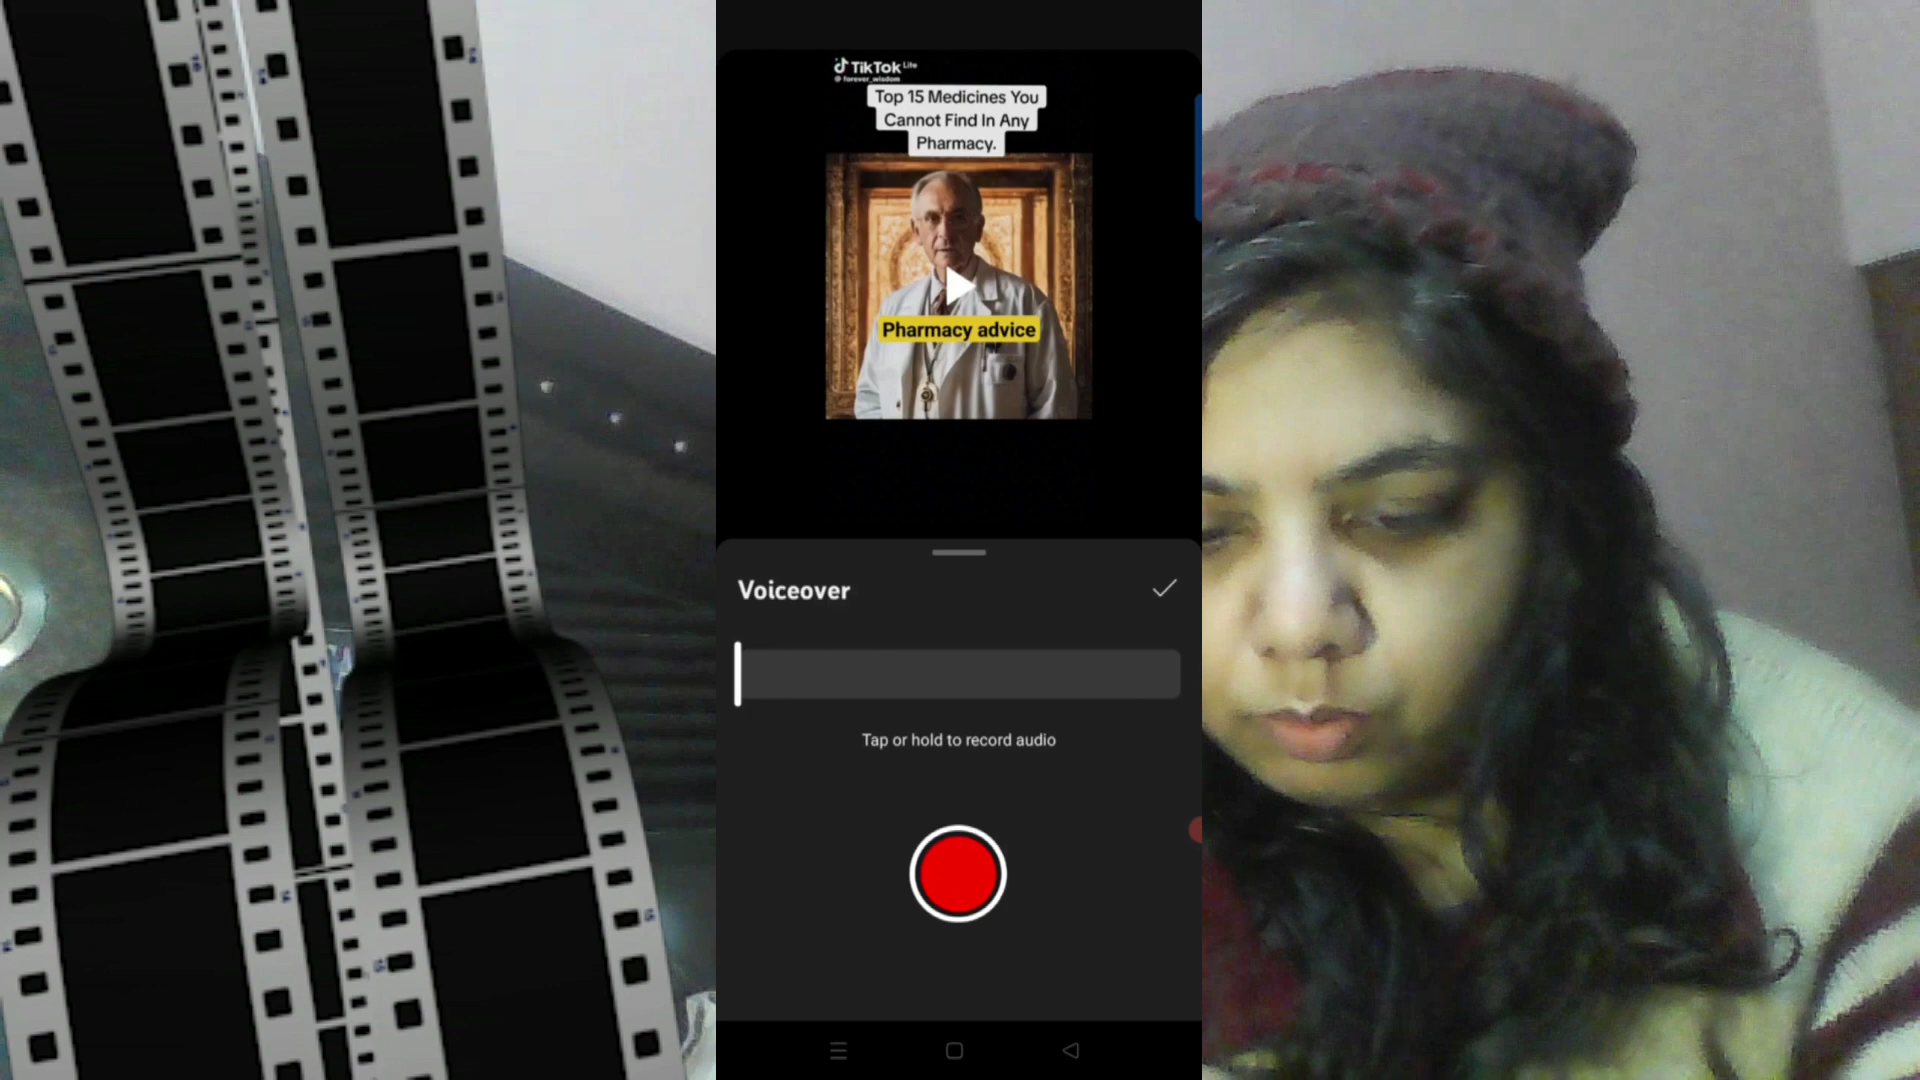 TikTok Lite
@ forever_wisdom
Top 15 Medicines You
Cannot Find In Any
Pharmacy.
Pharmacy advice
Voiceover
Tap or hold to record audio